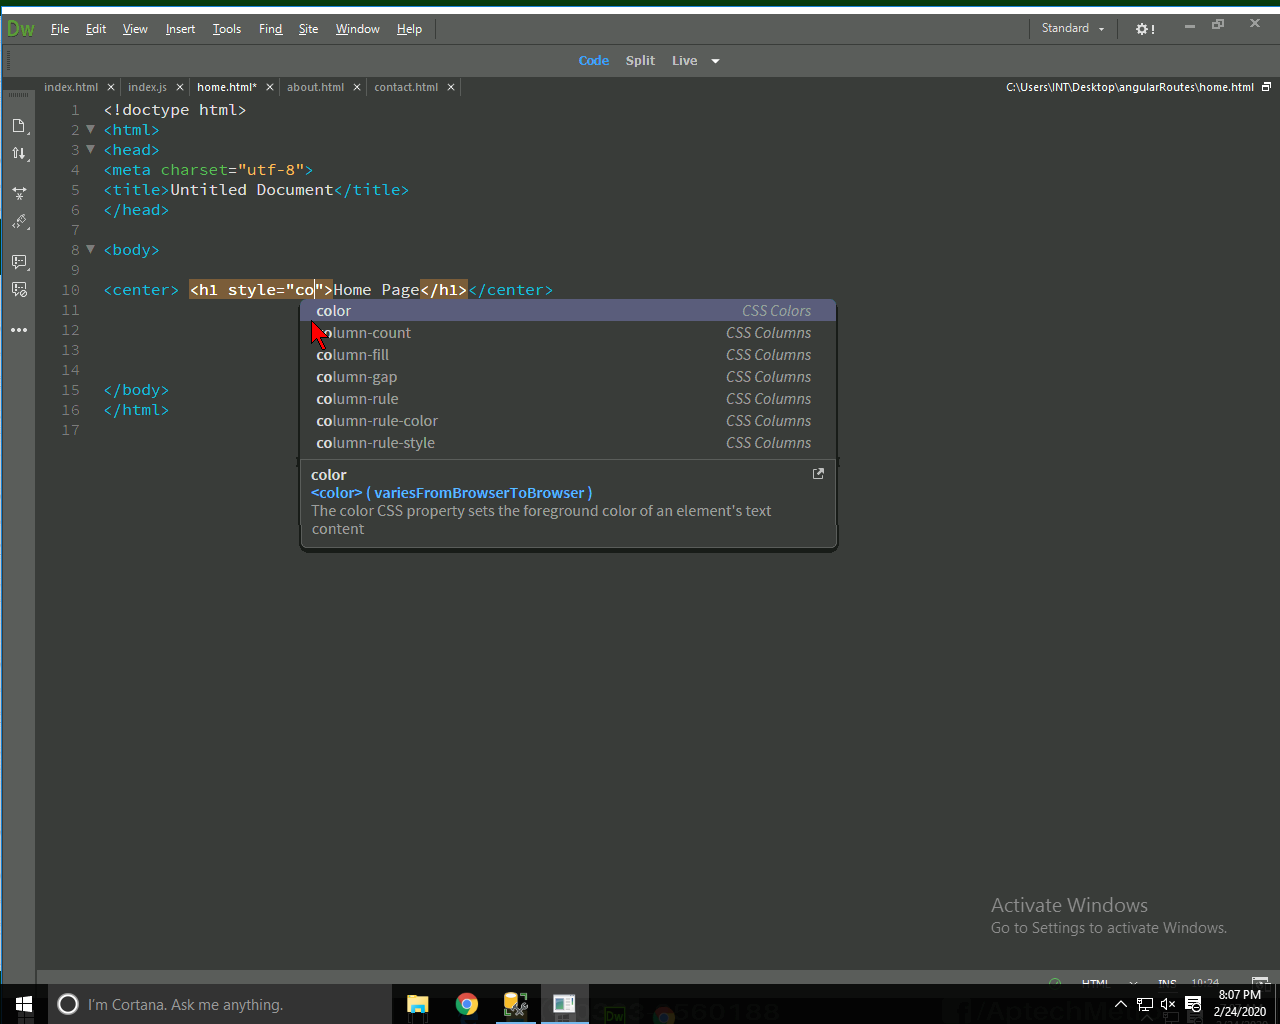 Dw File Edit View Insert Tools Find Site Window Help Standard !
Code Split Live
index.html × index.js × home.html* × about.html × contact.html × C:\Users\INT\Desktop\angularRoutes\home.html
1 <!doctype html>
2 <html>
3 <head>
4 <meta charset="utf-8">
5 <title>Untitled Document</title>
6 </head>
7
8 <body>
9
10 <center> <h1 style="co">Home Page</h1></center>
11
12
13
14
15 </body>
16 </html>
17
color CSS Colors
column-count CSS Columns
column-fill CSS Columns
column-gap CSS Columns
column-rule CSS Columns
column-rule-color CSS Columns
column-rule-style CSS Columns
color
<color> ( variesFromBrowserToBrowser )
The color CSS property sets the foreground color of an element's text
content
Activate Windows
Go to Settings to activate Windows.
HTML INS 10:24
I'm Cortana. Ask me anything.
8:07 PM
2/24/2020